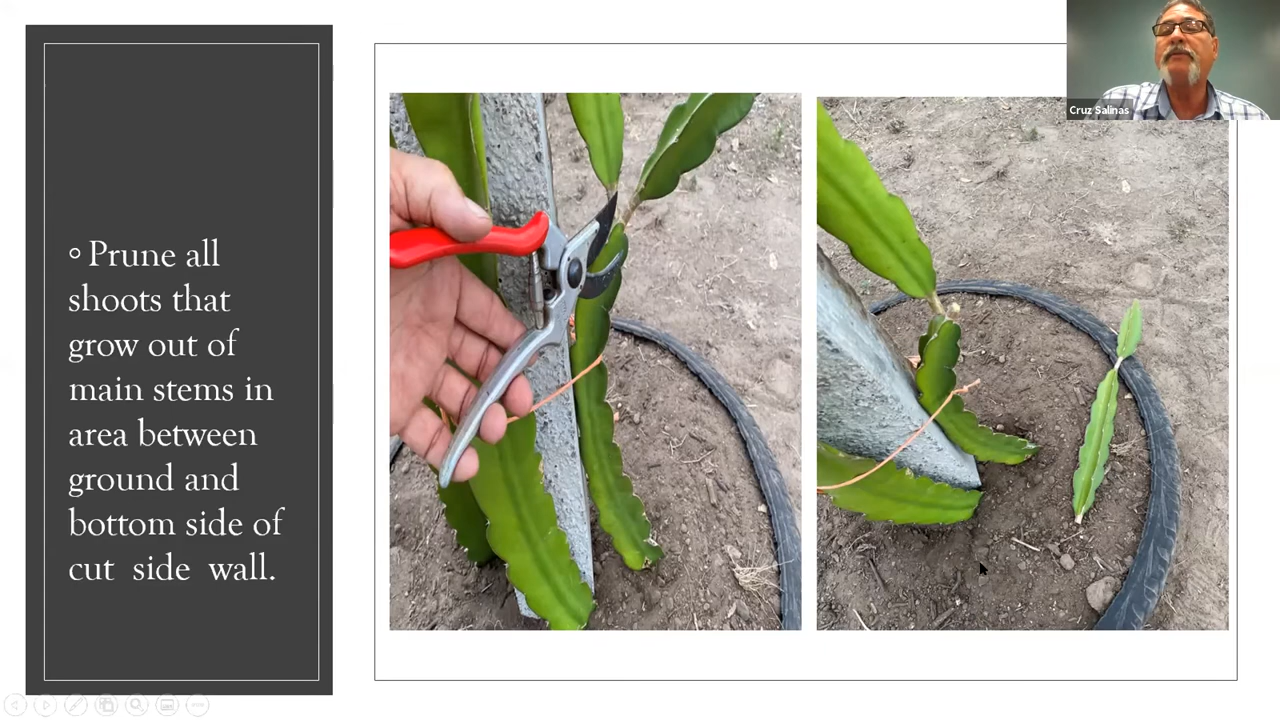 Prune all
shoots that
grow out of
main stems in
area between
ground and
bottom side of
cut side wall.
Cruz Salinas